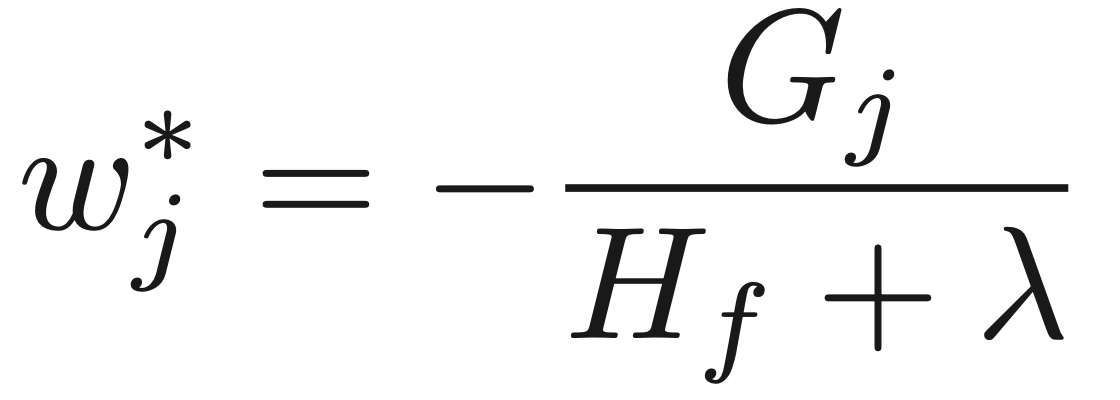 w_j^* = -\frac{G_j}{H_f + \lambda}